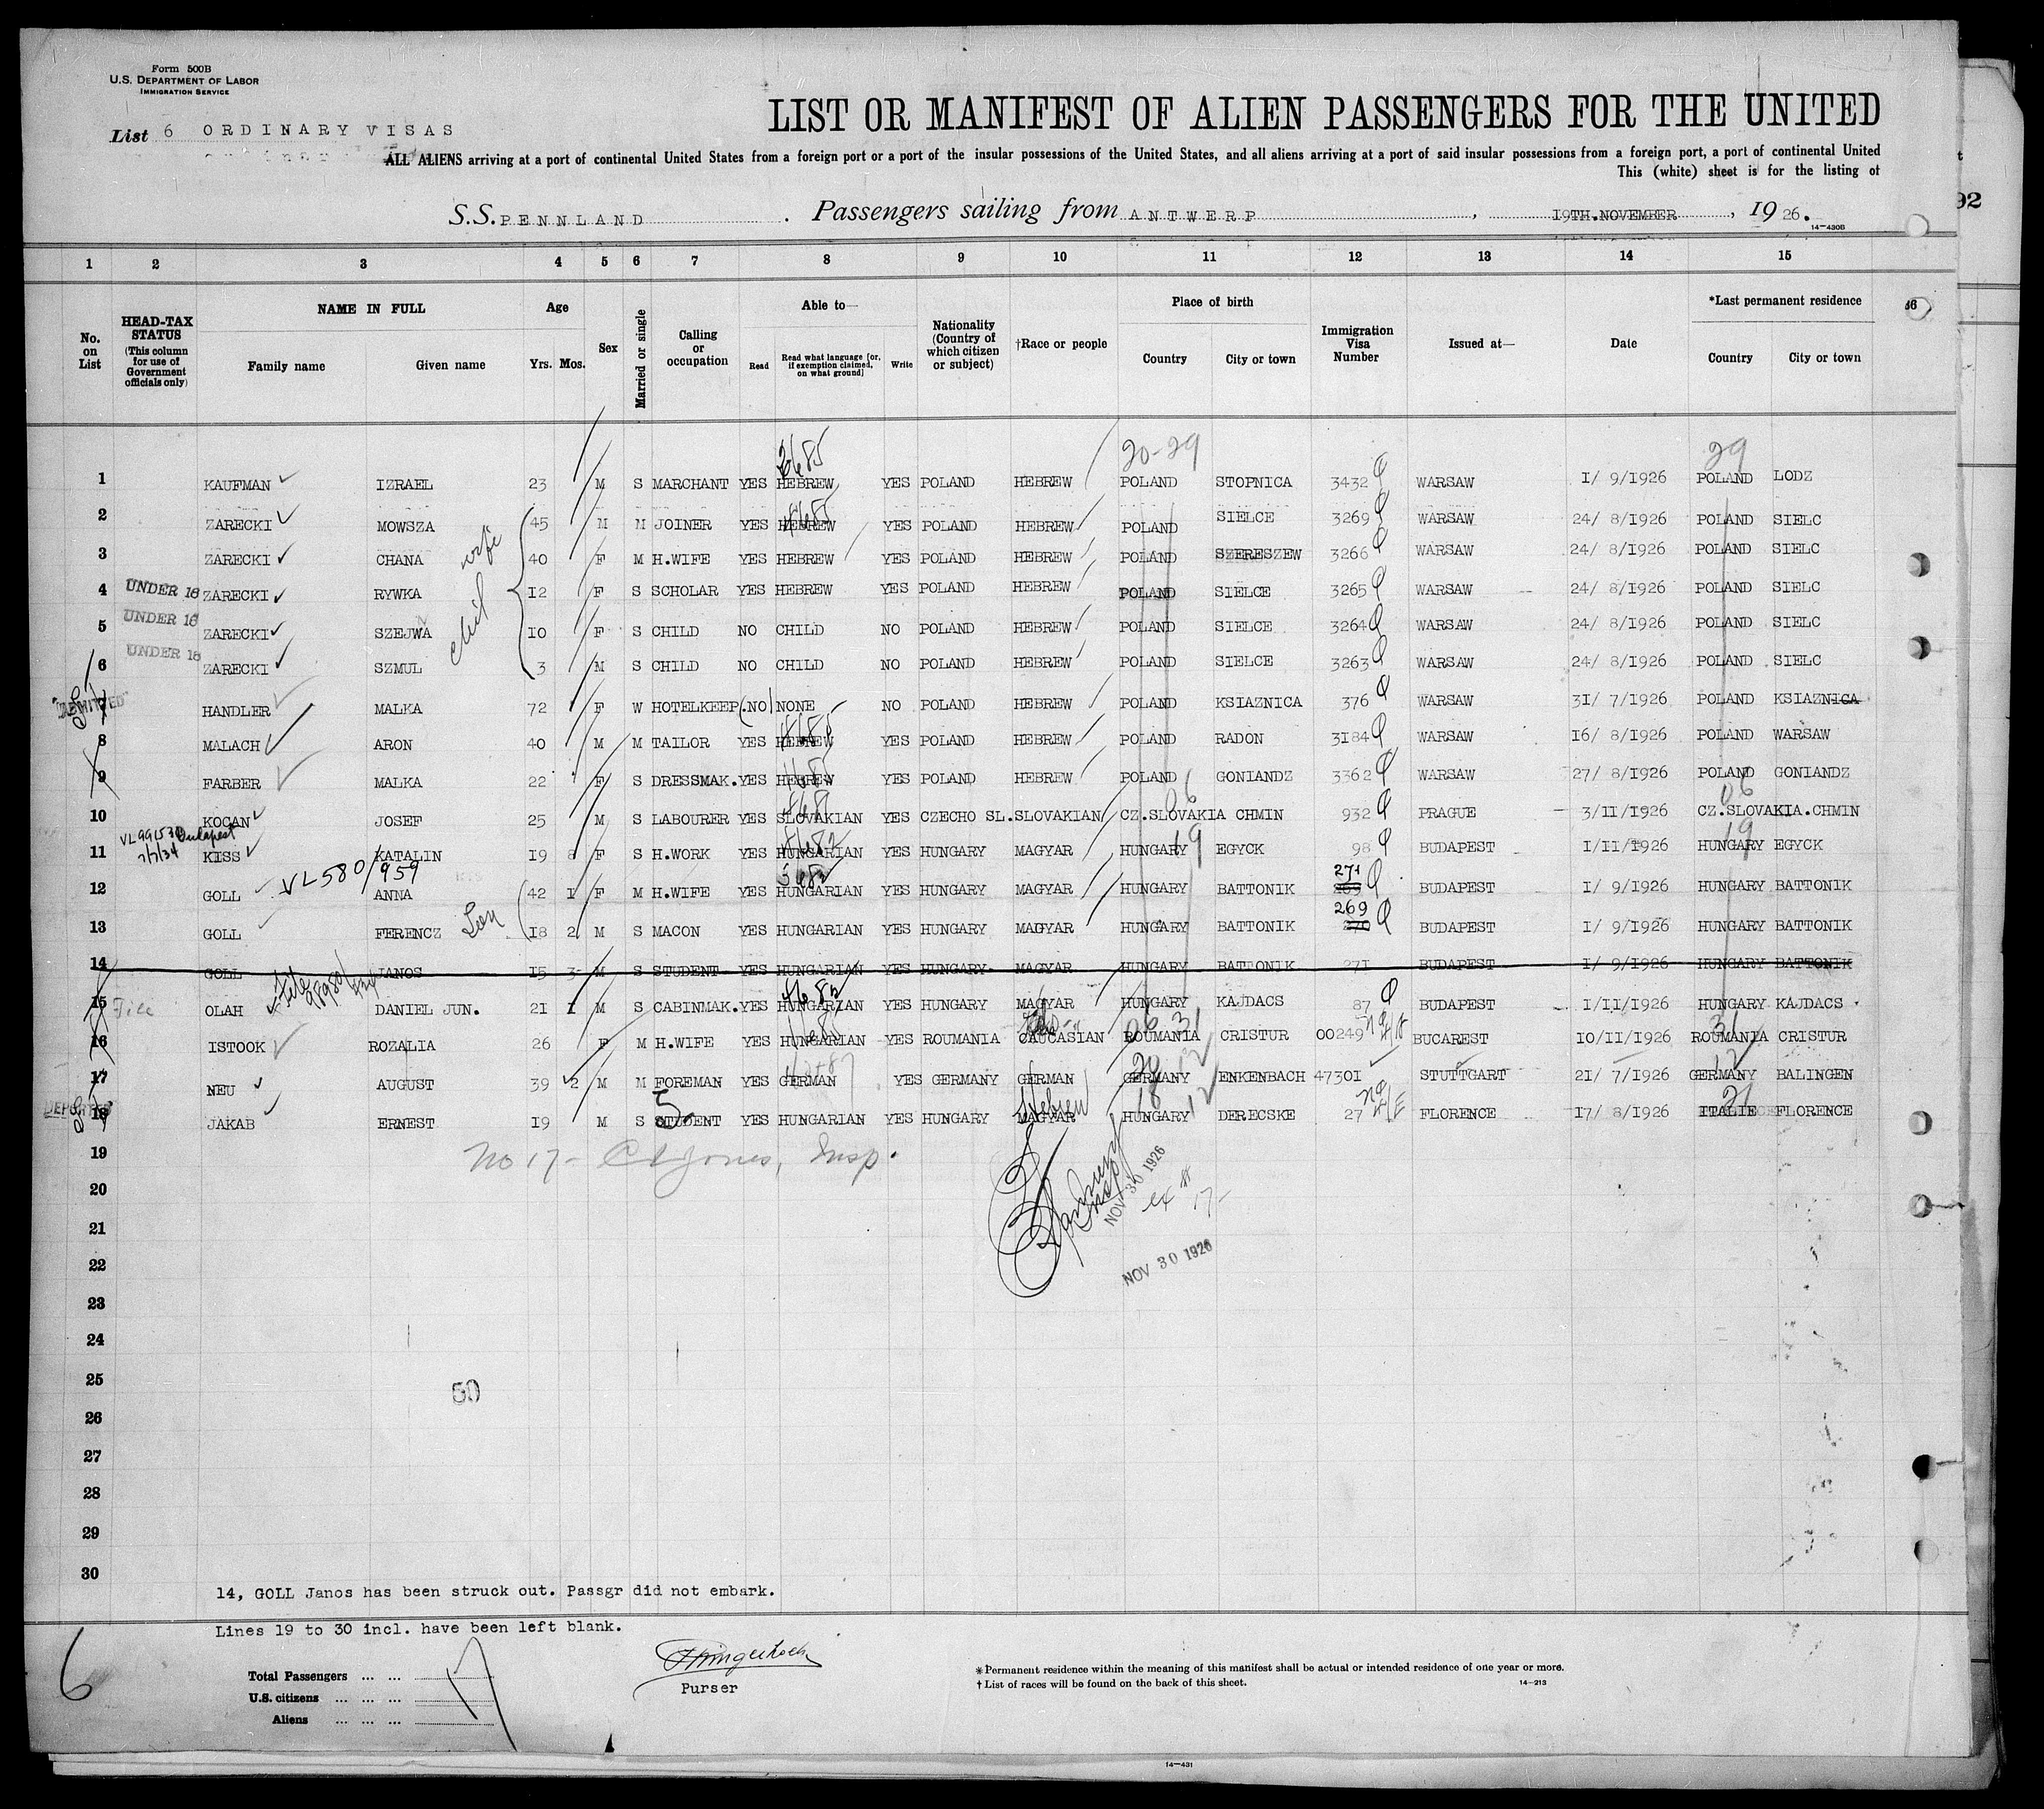 Form 500B
U.S. DEPARTMENT OF LABOR
IMMIGRATION SERVICE
List 6 ORDINARY VISAS
LIST OR MANIFEST OF ALIEN PASSENGERS FOR THE UNITED
ALL ALIENS arriving at a port of continental United States from a foreign port or a port of the insular possessions of the United States, and all aliens arriving at a port of said insular possessions from a foreign port, a port of continental United
This (white) sheet is for the listing of
S.S. PENNLAND . Passengers sailing from ANTWERP , 19TH.NOVEMBER , 19 26.
14-430B
92
1 2 3 4 5 6 7 8 9 10 11 12 13 14 15
No. on List
HEAD-TAX STATUS (This column for use of Government officials only)
NAME IN FULL Family name Given name
Age Yrs. Mos.
Sex
Married or single
Calling or occupation
Able to— Read Read what language [or, if exemption claimed, on what ground] Write
Nationality (Country of which citizen or subject)
†Race or people
Place of birth Country City or town
Immigration Visa Number
Issued at—
Date
*Last permanent residence Country City or town
20-29 29
1 KAUFMAN IZRAEL 23 M S MARCHANT YES HEBREW YES POLAND HEBREW POLAND STOPNICA 3432 WARSAW 1/ 9/1926 POLAND LODZ
2 ZARECKI MOWSZA 45 M M JOINER YES HEBREW YES POLAND HEBREW POLAND SIELCE 3269 WARSAW 24/ 8/1926 POLAND SIELC
3 ZARECKI CHANA wife 40 F M H.WIFE YES HEBREW YES POLAND HEBREW POLAND SZERESZEW 3266 WARSAW 24/ 8/1926 POLAND SIELC
4 UNDER 16 ZARECKI RYWKA 12 F S SCHOLAR YES HEBREW YES POLAND HEBREW POLAND SIELCE 3265 WARSAW 24/ 8/1926 POLAND SIELC
5 UNDER 16 ZARECKI SZEJWA 10 F S CHILD NO CHILD NO POLAND HEBREW POLAND SIELCE 3264 WARSAW 24/ 8/1926 POLAND SIELC
6 UNDER 16 ZARECKI SZMUL 3 M S CHILD NO CHILD NO POLAND HEBREW POLAND SIELCE 3263 WARSAW 24/ 8/1926 POLAND SIELC
7 ADMITTED HANDLER MALKA 72 F W HOTELKEEP. NO NONE NO POLAND HEBREW POLAND KSIAZNICA 376 WARSAW 31/ 7/1926 POLAND KSIAZNICA
8 MALACH ARON 40 M M TAILOR YES HEBREW YES POLAND HEBREW POLAND RADON 3184 WARSAW 16/ 8/1926 POLAND WARSAW
9 FARBER MALKA 22 F S DRESSMAK. YES HEBREW YES POLAND HEBREW POLAND GONIANDZ 3362 WARSAW 27/ 8/1926 POLAND GONIANDZ
10 KOCAN JOSEF 25 M S LABOURER YES SLOVAKIAN YES CZECHO SL. SLOVAKIAN CZ.SLOVAKIA CHMIN 932 PRAGUE 3/11/1926 CZ.SLOVAKIA.CHMIN
Budapest
11 KISS KATALIN 19 8 F S H.WORK YES HUNGARIAN YES HUNGARY MAGYAR HUNGARY EGYCK 98 BUDAPEST 1/11/1926 HUNGARY EGYCK
VL580/959
271
12 GOLL ANNA 42 1 F M H.WIFE YES HUNGARIAN YES HUNGARY MAGYAR HUNGARY BATTONIK 269 BUDAPEST 1/ 9/1926 HUNGARY BATTONIK
269
13 GOLL FERENCZ Son 18 2 M S MACON YES HUNGARIAN YES HUNGARY MAGYAR HUNGARY BATTONIK 270 BUDAPEST 1/ 9/1926 HUNGARY BATTONIK
14 GOLL JANOS 15 3 M S STUDENT YES HUNGARIAN YES HUNGARY MAGYAR HUNGARY BATTONIK 271 BUDAPEST 1/ 9/1926 HUNGARY BATTONIK
15 File OLAH DANIEL JUN. 21 1 M S CABINMAK. YES HUNGARIAN YES HUNGARY MAGYAR HUNGARY KAJDACS 87 BUDAPEST 1/11/1926 HUNGARY KAJDACS
16 ISTOOK ROZALIA 26 F M H.WIFE YES HUNGARIAN YES ROUMANIA CAUCASIAN ROUMANIA CRISTUR 00249 BUCAREST 10/11/1926 ROUMANIA CRISTUR
17 NEU AUGUST 39 2 M M FOREMAN YES GERMAN YES GERMANY GERMAN GERMANY ENKENBACH 47301 STUTTGART 21/ 7/1926 GERMANY BALINGEN
18 DEPORTED JAKAB ERNEST 19 M S STUDENT YES HUNGARIAN YES HUNGARY MAGYAR Hebrew HUNGARY DERECSKE 27 FLORENCE 17/ 8/1926 ITALIE FLORENCE
19 No 17 - C L Jones, Insp.
20 NOV 30 1926
21
22 NOV 30 1926
23
24
25 50
26
27
28
29
30
14, GOLL Janos has been struck out. Passgr did not embark.
Lines 19 to 30 incl. have been left blank.
6
Total Passengers ... ... 17
U.S. citizens ... ... ...
Aliens ... ... ...
Purser
* Permanent residence within the meaning of this manifest shall be actual or intended residence of one year or more.
† List of races will be found on the back of this sheet.
14-213
14-431